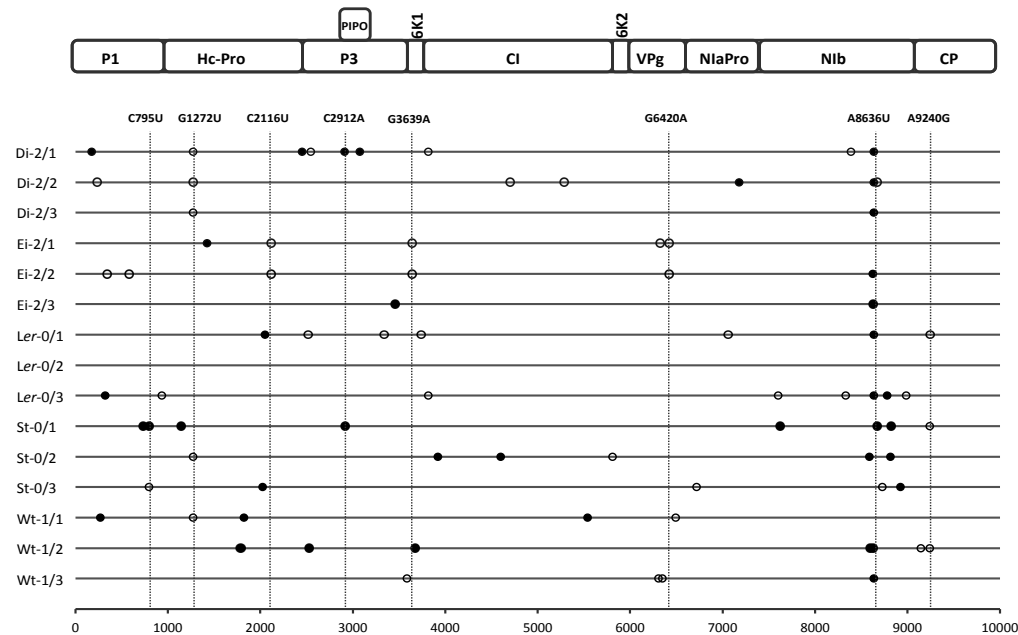 PIPO 6K1 6K2
P1 Hc-Pro P3 CI VPg NIaPro NIb CP
C795U G1272U C2116U C2912A G3639A G6420A A8636U A9240G
Di-2/1
Di-2/2
Di-2/3
Ei-2/1
Ei-2/2
Ei-2/3
Ler-0/1
Ler-0/2
Ler-0/3
St-0/1
St-0/2
St-0/3
Wt-1/1
Wt-1/2
Wt-1/3
0 1000 2000 3000 4000 5000 6000 7000 8000 9000 10000